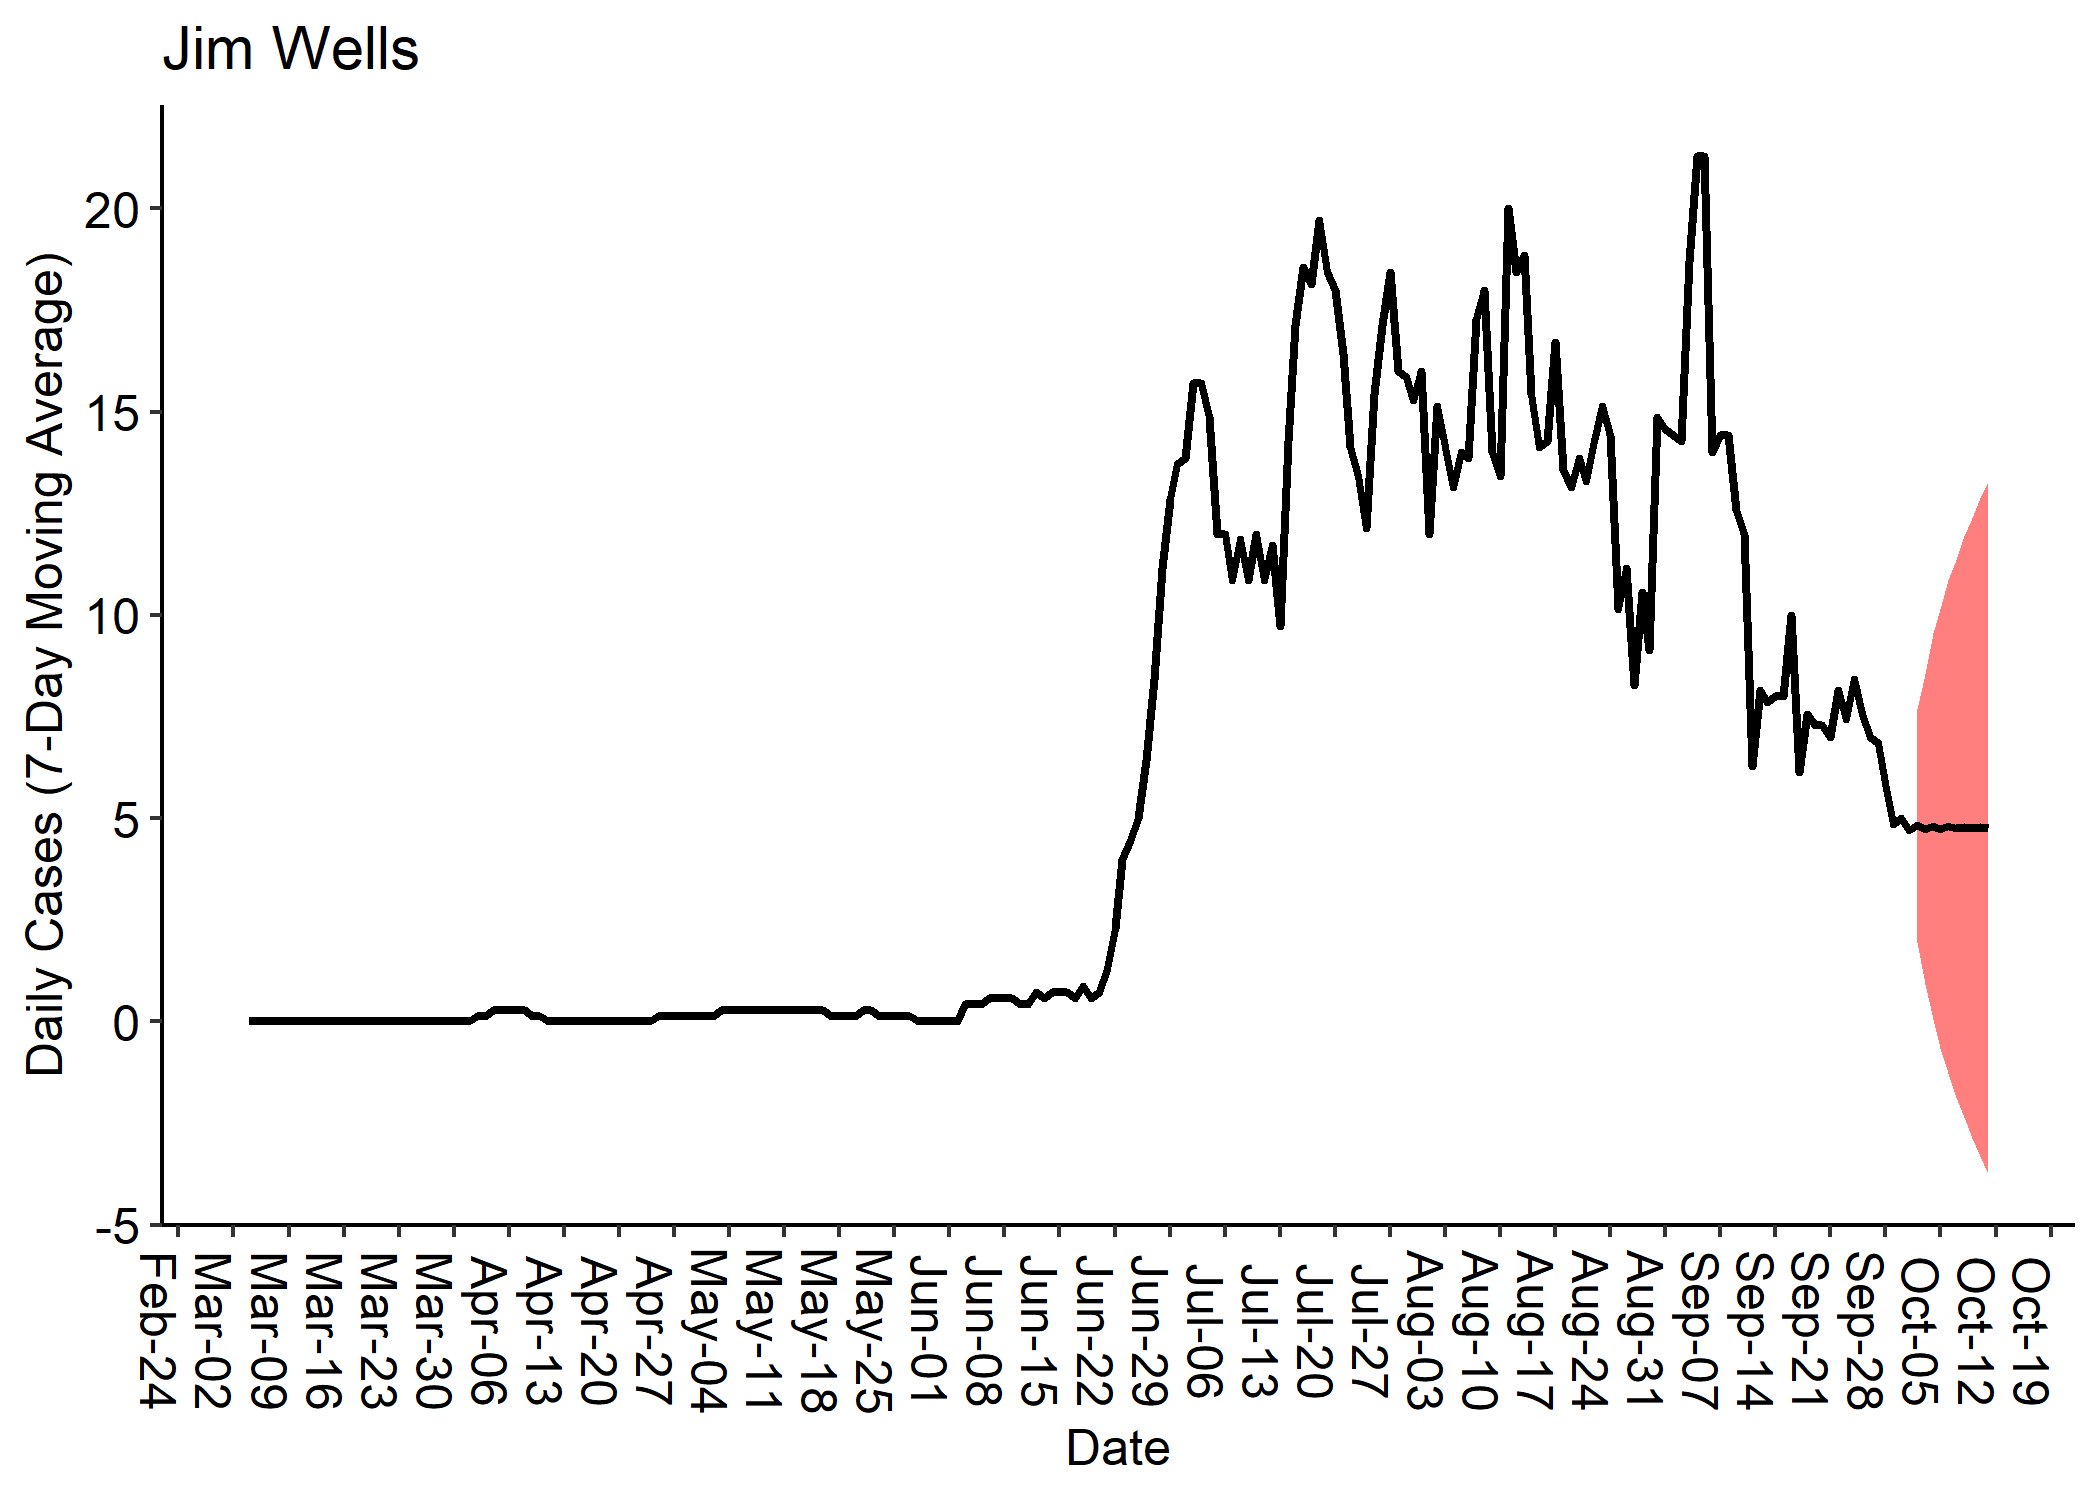 Jim Wells
Daily Cases (7-Day Moving Average)
20
15
10
5
0
-5
Feb-24
Mar-02
Mar-09
Mar-16
Mar-23
Mar-30
Apr-06
Apr-13
Apr-20
Apr-27
May-04
May-11
May-18
May-25
Jun-01
Jun-08
Jun-15
Jun-22
Jun-29
Jul-06
Jul-13
Jul-20
Jul-27
Aug-03
Aug-10
Aug-17
Aug-24
Aug-31
Sep-07
Sep-14
Sep-21
Sep-28
Oct-05
Oct-12
Oct-19
Date